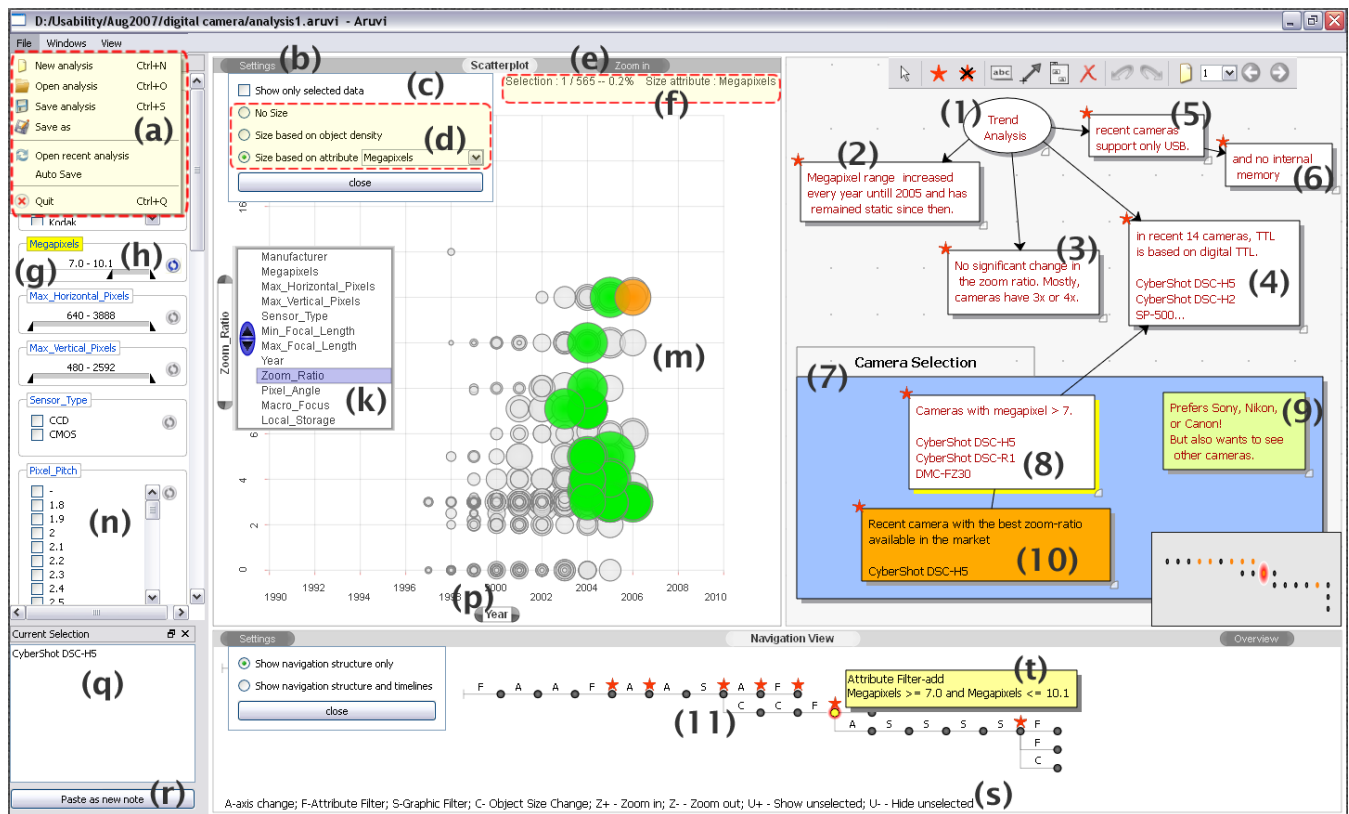 D:/Usability/Aug2007/digital camera/analysis1.aruvi - Aruvi
File Windows View
New analysis Ctrl+N
Open analysis Ctrl+O
Save analysis Ctrl+S
Save as
(a)
Open recent analysis
Auto Save
Quit Ctrl+Q
Kodak
Megapixels
7.0 - 10.1
(g)
(h)
Max_Horizontal_Pixels
640 - 3888
Max_Vertical_Pixels
480 - 2592
Sensor_Type
CCD
CMOS
Pixel_Pitch
-
1.8
1.9
2
2.1
2.2
2.3
2.4
2.5
(n)
Current Selection
CyberShot DSC-H5
(q)
Paste as new note
(r)
Settings
(b)
Scatterplot
(e)
Zoom in
Show only selected data
(c)
No Size
Size based on object density
(d)
Size based on attribute Megapixels
close
Selection : 1 / 565 -- 0.2% Size attribute : Megapixels
(f)
Zoom_Ratio
Manufacturer
Megapixels
Max_Horizontal_Pixels
Max_Vertical_Pixels
Sensor_Type
Min_Focal_Length
Max_Focal_Length
Year
Zoom_Ratio
Pixel_Angle
Macro_Focus
Local_Storage
(k)
(m)
16
6
4
2
0
1990 1992 1994 1996 1998 2000 2002 2004 2006 2008 2010
(p)
Year
abc
1
(1)
Trend
Analysis
(2)
Megapixel range increased
every year untill 2005 and has
remained static since then.
(3)
No significant change in
the zoom ratio. Mostly,
cameras have 3x or 4x.
(5)
recent cameras
support only USB.
and no internal
memory
(6)
in recent 14 cameras, TTL
is based on digital TTL.
CyberShot DSC-H5
CyberShot DSC-H2
SP-500...
(4)
Camera Selection
(7)
Cameras with megapixel > 7.
CyberShot DSC-H5
CyberShot DSC-R1
DMC-FZ30
(8)
Prefers Sony, Nikon,
or Canon!
But also wants to see
other cameras.
(9)
Recent camera with the best zoom-ratio
available in the market
CyberShot DSC-H5
(10)
Settings
Navigation View
Overview
Show navigation structure only
Show navigation structure and timelines
close
F A A F A A S A F
C C F
A S S S S F
F
C
(11)
Attribute Filter-add
Megapixels >= 7.0 and Megapixels <= 10.1
(t)
A-axis change; F-Attribute Filter; S-Graphic Filter; C- Object Size Change; Z+ - Zoom in; Z- - Zoom out; U+ - Show unselected; U- - Hide unselected
(s)